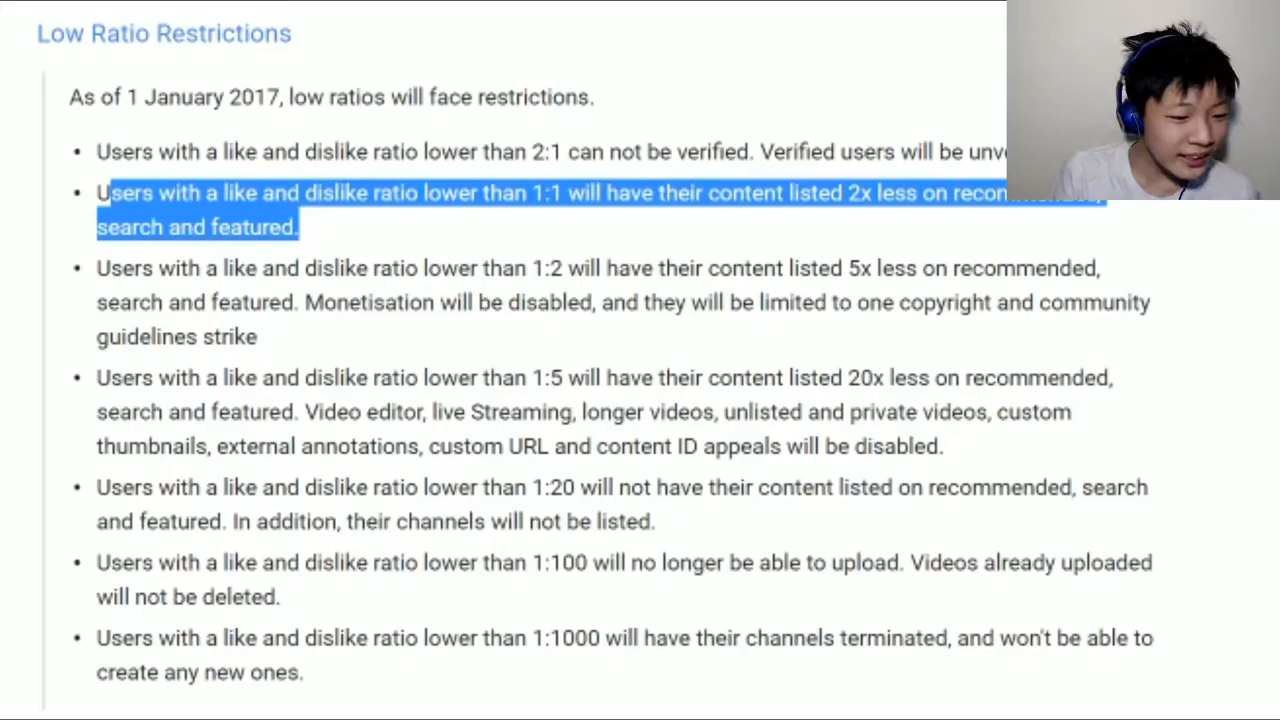 Low Ratio Restrictions
As of 1 January 2017, low ratios will face restrictions.
• Users with a like and dislike ratio lower than 2:1 can not be verified. Verified users will be
• Users with a like and dislike ratio lower than 1:1 will have their content listed 2x less on
search and featured.
• Users with a like and dislike ratio lower than 1:2 will have their content listed 5x less on recommended,
search and featured. Monetisation will be disabled, and they will be limited to one copyright and community
guidelines strike
• Users with a like and dislike ratio lower than 1:5 will have their content listed 20x less on recommended,
search and featured. Video editor, live Streaming, longer videos, unlisted and private videos, custom
thumbnails, external annotations, custom URL and content ID appeals will be disabled.
• Users with a like and dislike ratio lower than 1:20 will not have their content listed on recommended, search
and featured. In addition, their channels will not be listed.
• Users with a like and dislike ratio lower than 1:100 will no longer be able to upload. Videos already uploaded
will not be deleted.
• Users with a like and dislike ratio lower than 1:1000 will have their channels terminated, and won't be able to
create any new ones.